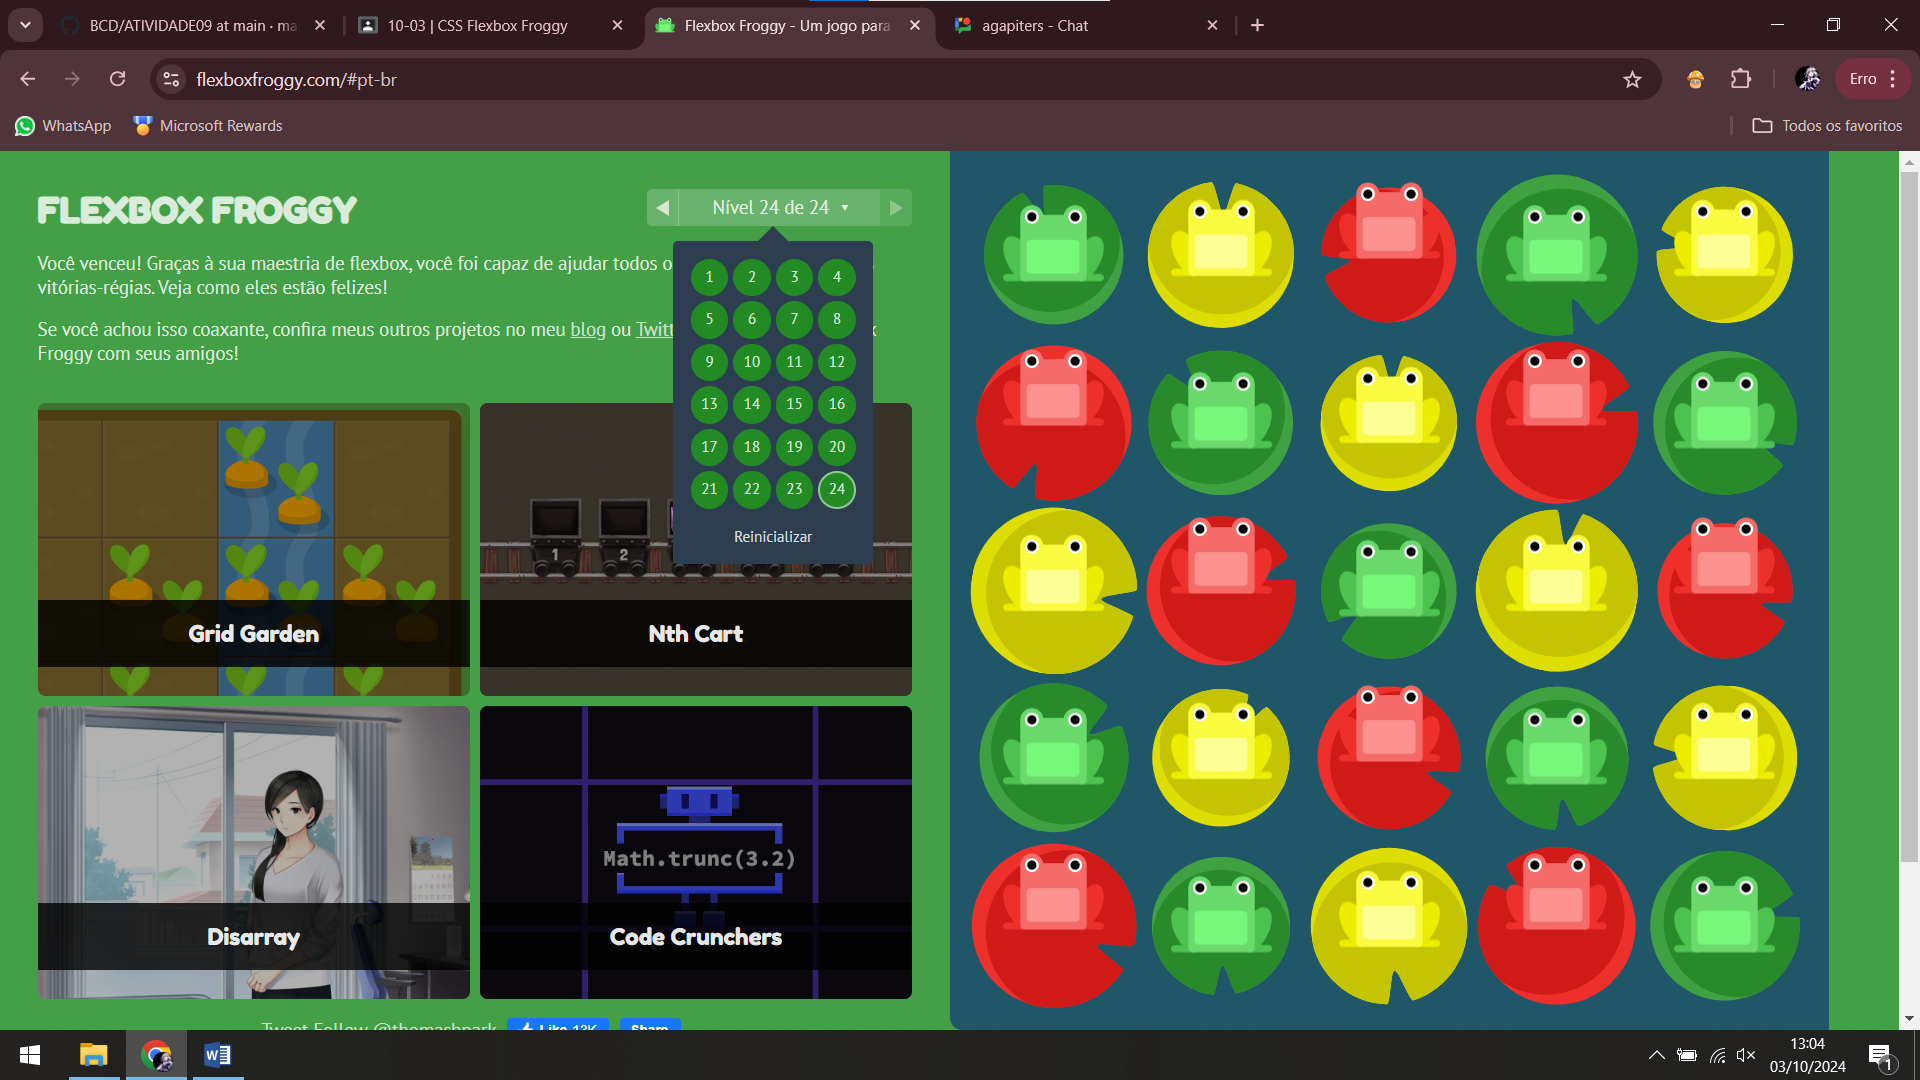 BCD/ATIVIDADE09 at main · ma
10-03 | CSS Flexbox Froggy
Flexbox Froggy - Um jogo para
agapiters - Chat
flexboxfroggy.com/#pt-br
Erro
WhatsApp
Microsoft Rewards
Todos os favoritos
FLEXBOX FROGGY
Nível 24 de 24
Você venceu! Graças à sua maestria de flexbox, você foi capaz de ajudar todos o
vitórias-régias. Veja como eles estão felizes!
Se você achou isso coaxante, confira meus outros projetos no meu blog ou Twitt
Froggy com seus amigos!
1 2 3 4
5 6 7 8
9 10 11 12
13 14 15 16
17 18 19 20
21 22 23 24
Reinicializar
1 2
Grid Garden
Nth Cart
Math.trunc(3.2)
Disarray
Code Crunchers
Tweet Follow @thomashpark
Like 13K
Share
13:04
03/10/2024
1